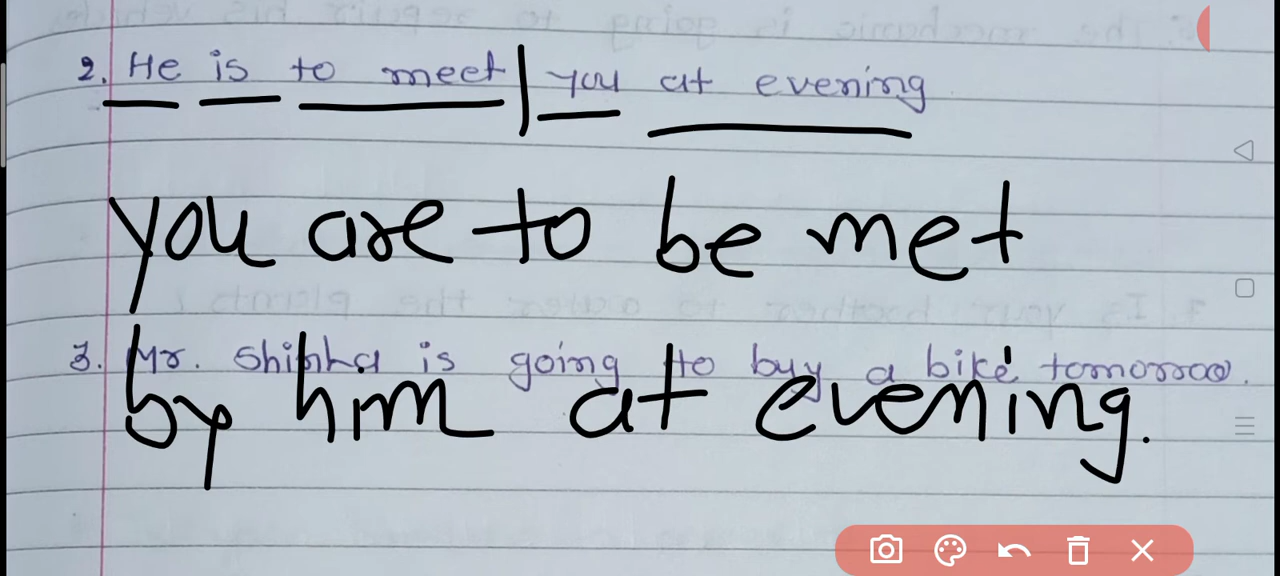 2. He is to meet you at evening
you are to be met
3. Mr. Shibha is going to buy a bike tomorrow.
by him at evening.